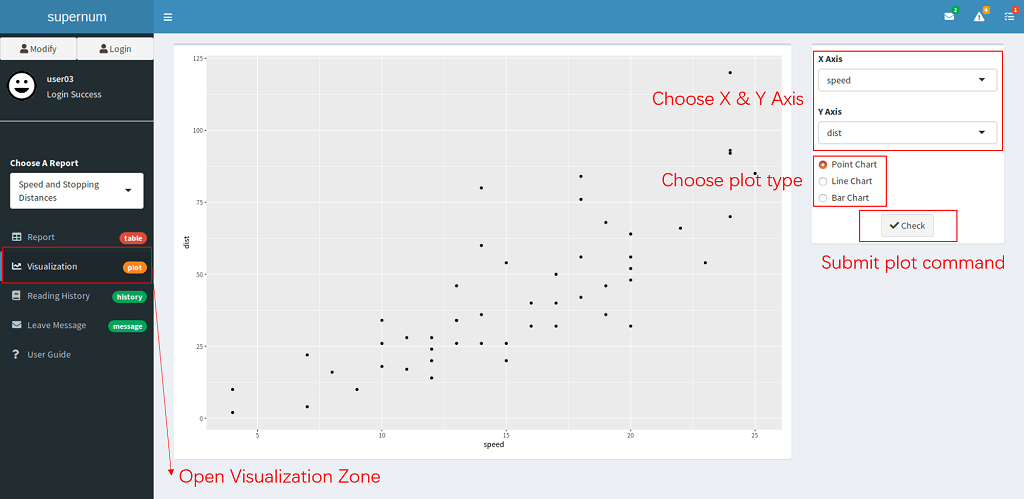 supernum
2
4
1
Modify
Login
user03
Login Success
Choose A Report
Speed and Stopping
Distances
Report
table
Visualization
plot
Reading History
history
Leave Message
message
User Guide
Open Visualization Zone
125
100
75
50
25
0
dist
5
10
15
20
25
speed
Choose X & Y Axis
Choose plot type
X Axis
speed
Y Axis
dist
Point Chart
Line Chart
Bar Chart
Check
Submit plot command